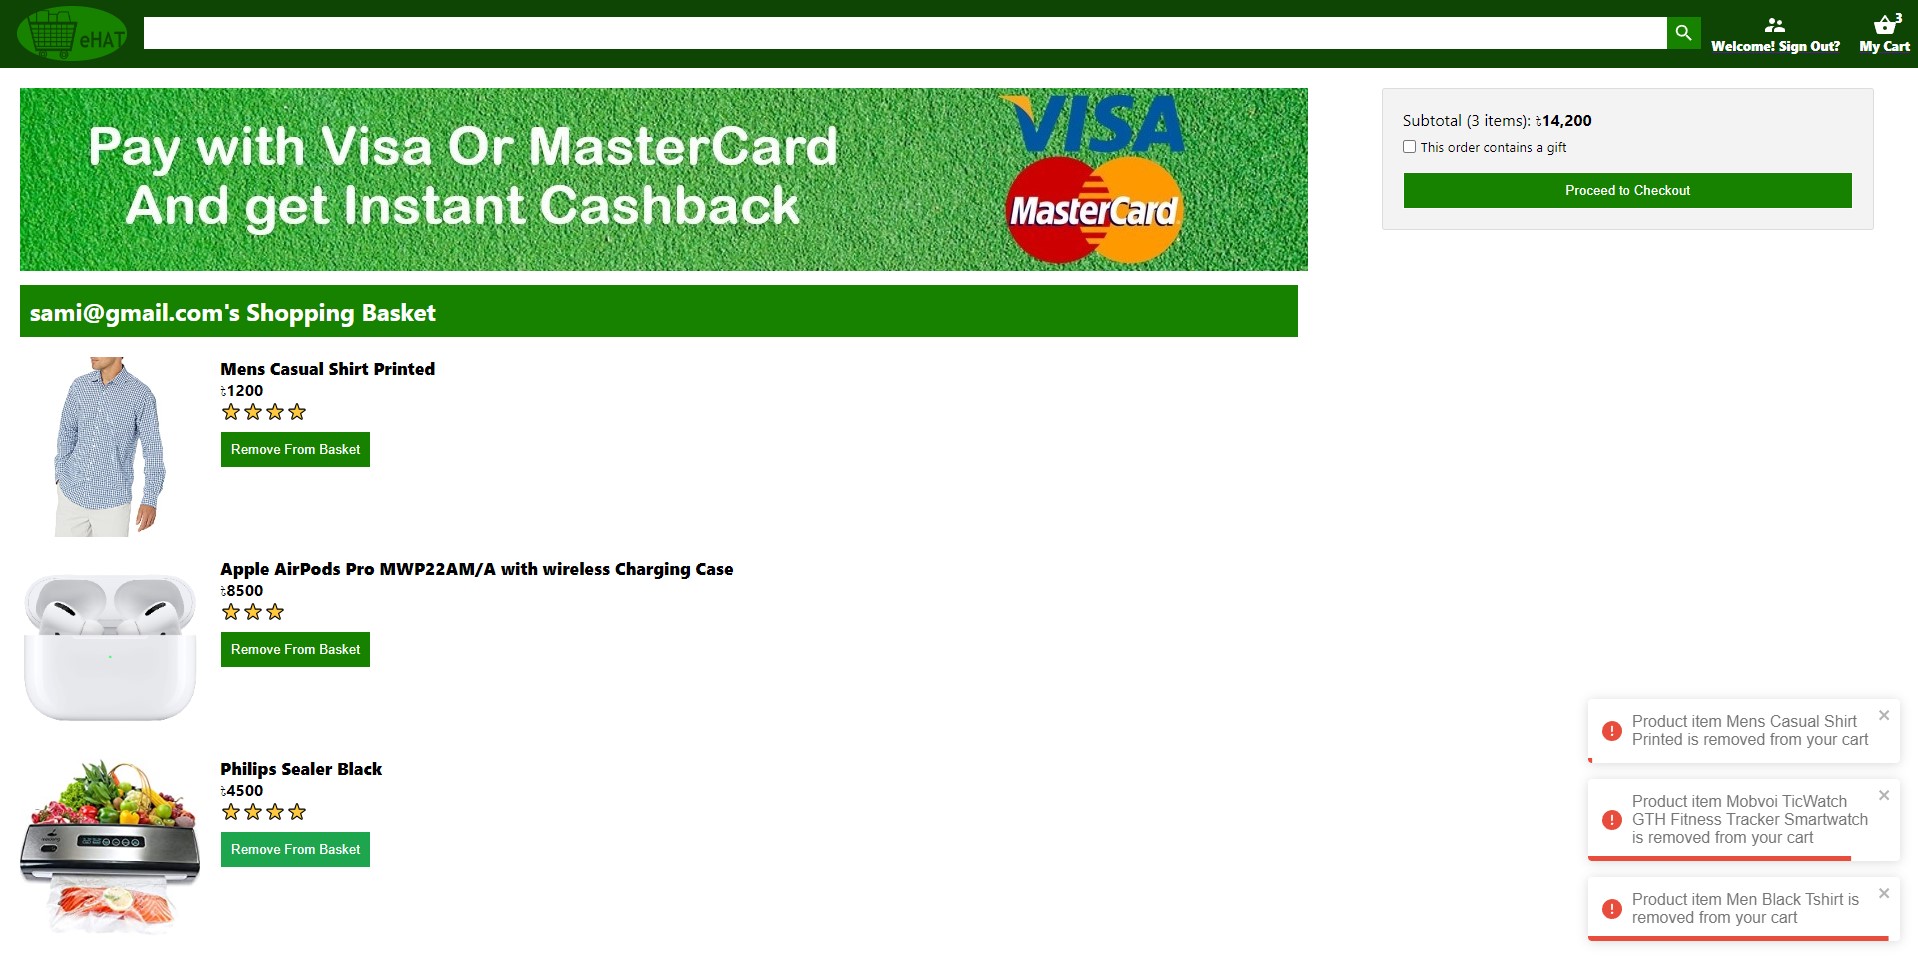 eHAT
Welcome! Sign Out?
3
My Cart
Pay with Visa Or MasterCard
And get Instant Cashback
VISA
MasterCard
Subtotal (3 items): ৳14,200
This order contains a gift
Proceed to Checkout
sami@gmail.com's Shopping Basket
Mens Casual Shirt Printed
৳1200
Remove From Basket
Apple AirPods Pro MWP22AM/A with wireless Charging Case
৳8500
Remove From Basket
Philips Sealer Black
৳4500
Remove From Basket
Product item Mens Casual Shirt
Printed is removed from your cart
Product item Mobvoi TicWatch
GTH Fitness Tracker Smartwatch
is removed from your cart
Product item Men Black Tshirt is
removed from your cart